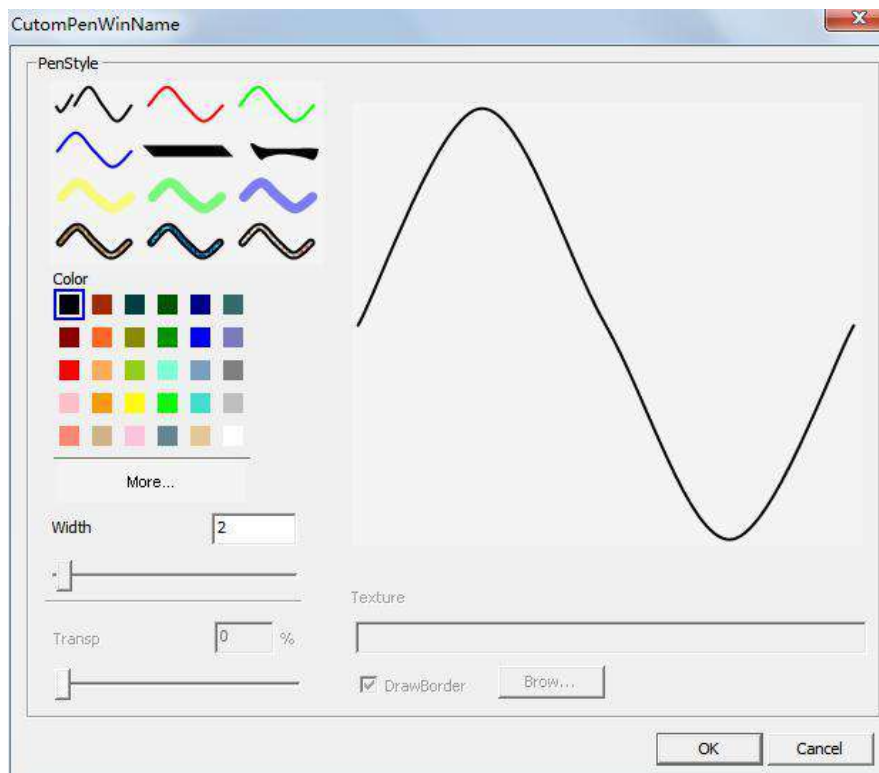 CutomPenWinName
PenStyle
Color
More...
Width
2
Transp
0
%
Texture
DrawBorder
Brow...
OK
Cancel